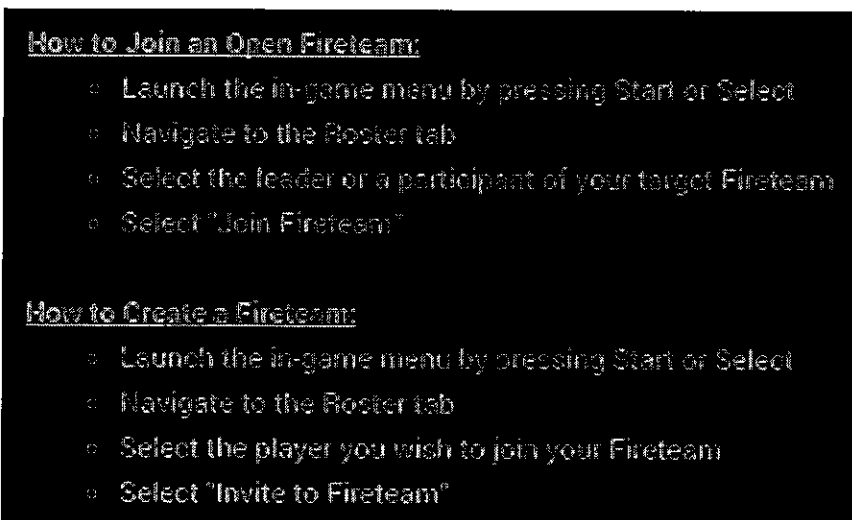 How to Join an Open Fireteam:
Launch the in-game menu by pressing Start or Select
Navigate to the Roster tab
Select the leader or a participant of your target Fireteam
Select "Join Fireteam"
How to Create a Fireteam:
Launch the in-game menu by pressing Start or Select
Navigate to the Roster tab
Select the player you wish to join your Fireteam
Select "Invite to Fireteam"